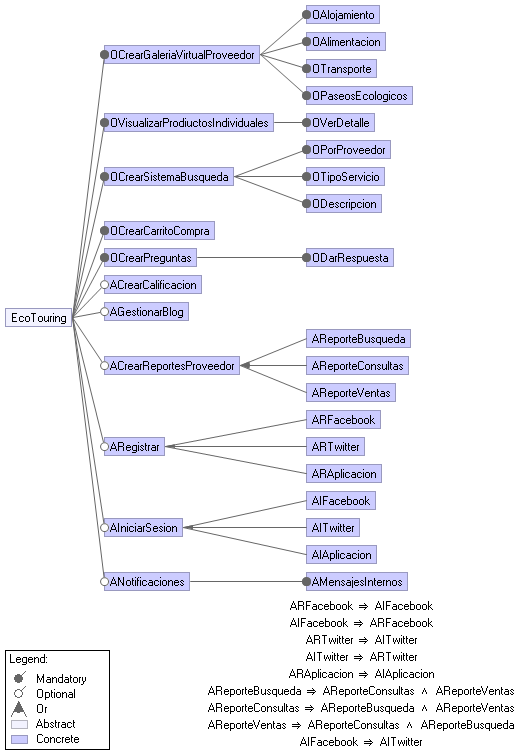 OAlojamiento
OAlimentacion
OCrearGaleriaVirtualProveedor
OTransporte
OPaseosEcologicos
OVisualizarProdiuctosIndividuales
OVerDetalle
OPorProveedor
OCrearSistemaBusqueda
OTipoServicio
ODescripcion
OCrearCarritoCompra
OCrearPreguntas
ODarRespuesta
ACrearCalificacion
AGestionarBlog
EcoTouring
AReporteBusqueda
ACrearReportesProveedor
AReporteConsultas
AReporteVentas
ARFacebook
ARegistrar
ARTwitter
ARAplicacion
AIFacebook
AIniciarSesion
AITwitter
AIAplicacion
ANotificaciones
AMensajesInternos
ARFacebook ⇒ AIFacebook
AIFacebook ⇒ ARFacebook
ARTwitter ⇒ AITwitter
AITwitter ⇒ ARTwitter
ARAplicacion ⇒ AIAplicacion
AReporteBusqueda ⇒ AReporteConsultas ∧ AReporteVentas
AReporteConsultas ⇒ AReporteBusqueda ∧ AReporteVentas
AReporteVentas ⇒ AReporteConsultas ∧ AReporteBusqueda
AIFacebook ⇒ AITwitter
Legend:
Mandatory
Optional
Or
Abstract
Concrete